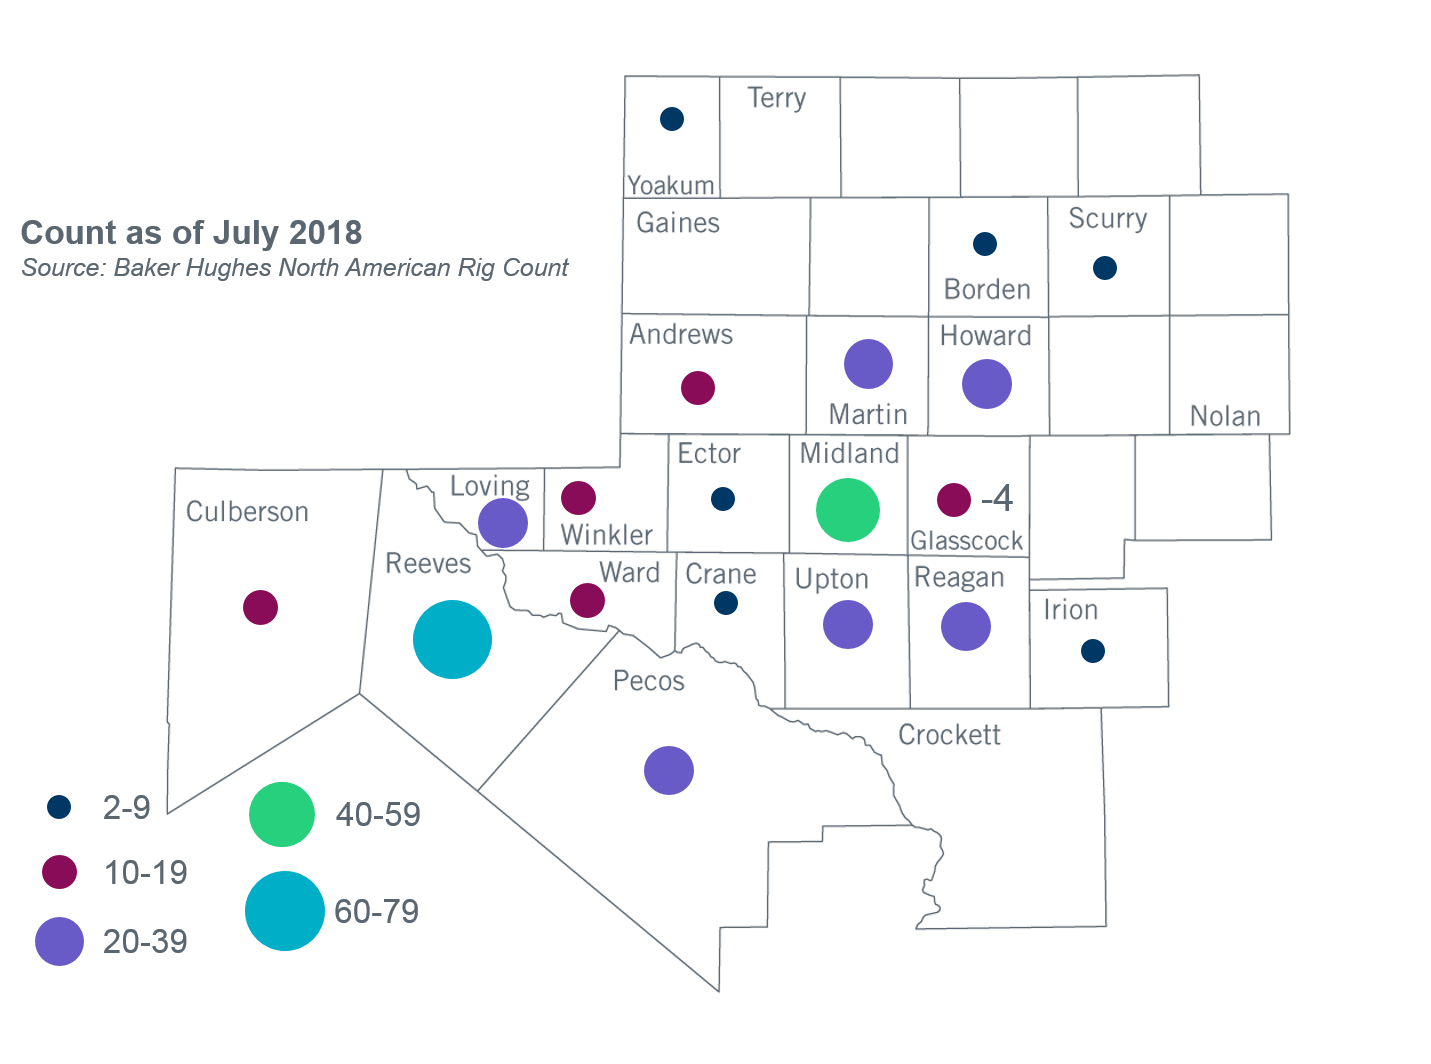 Terry
Yoakum
Count as of July 2018
Source: Baker Hughes North American Rig Count
Gaines
Scurry
Borden
Andrews
Howard
Martin
Nolan
Ector
Midland
Loving
-4
Culberson
Winkler
Glasscock
Reeves
Ward
Crane
Upton
Reagan
Irion
Pecos
Crockett
2-9
40-59
10-19
60-79
20-39